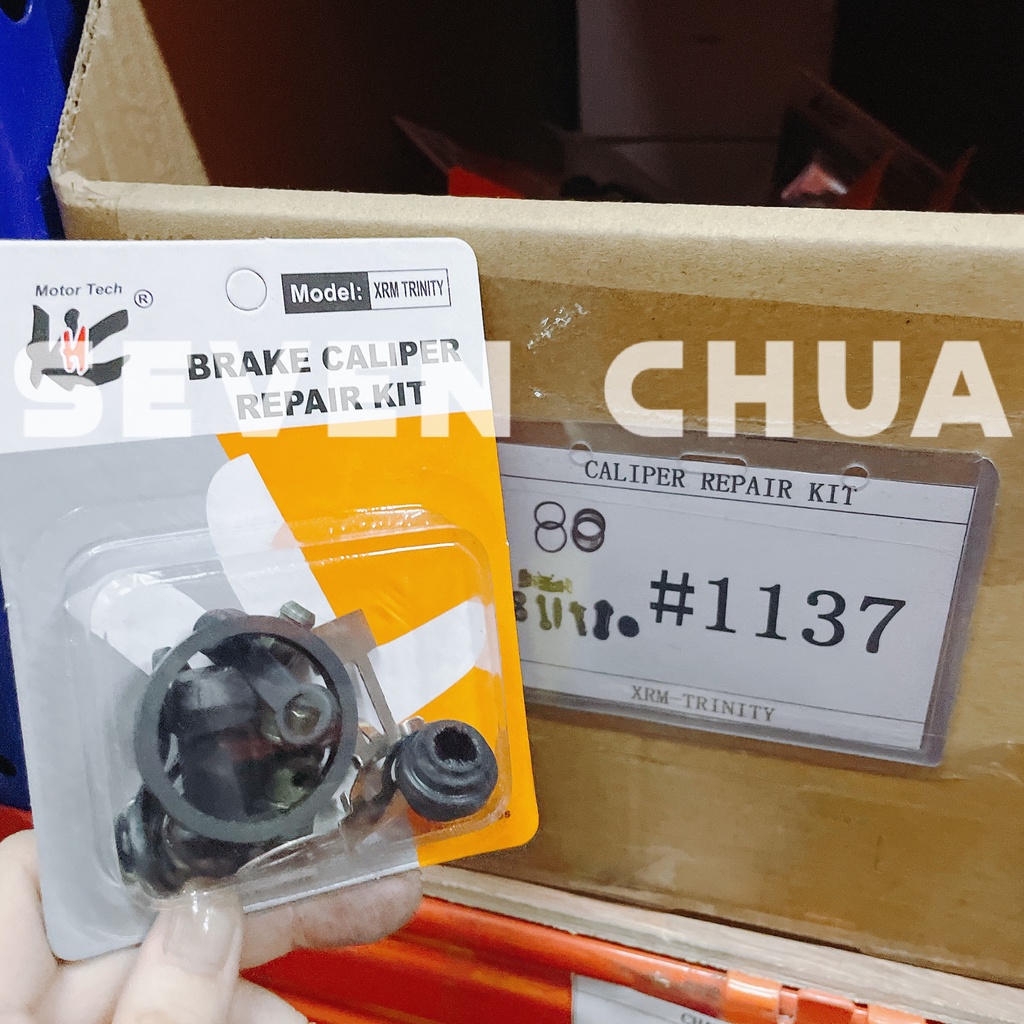 Motor Tech ®
Model: XRM TRINITY
BRAKE CALIPER
REPAIR KIT
SEVEN CHUA
CALIPER REPAIR KIT
#1137
XRM-TRINITY